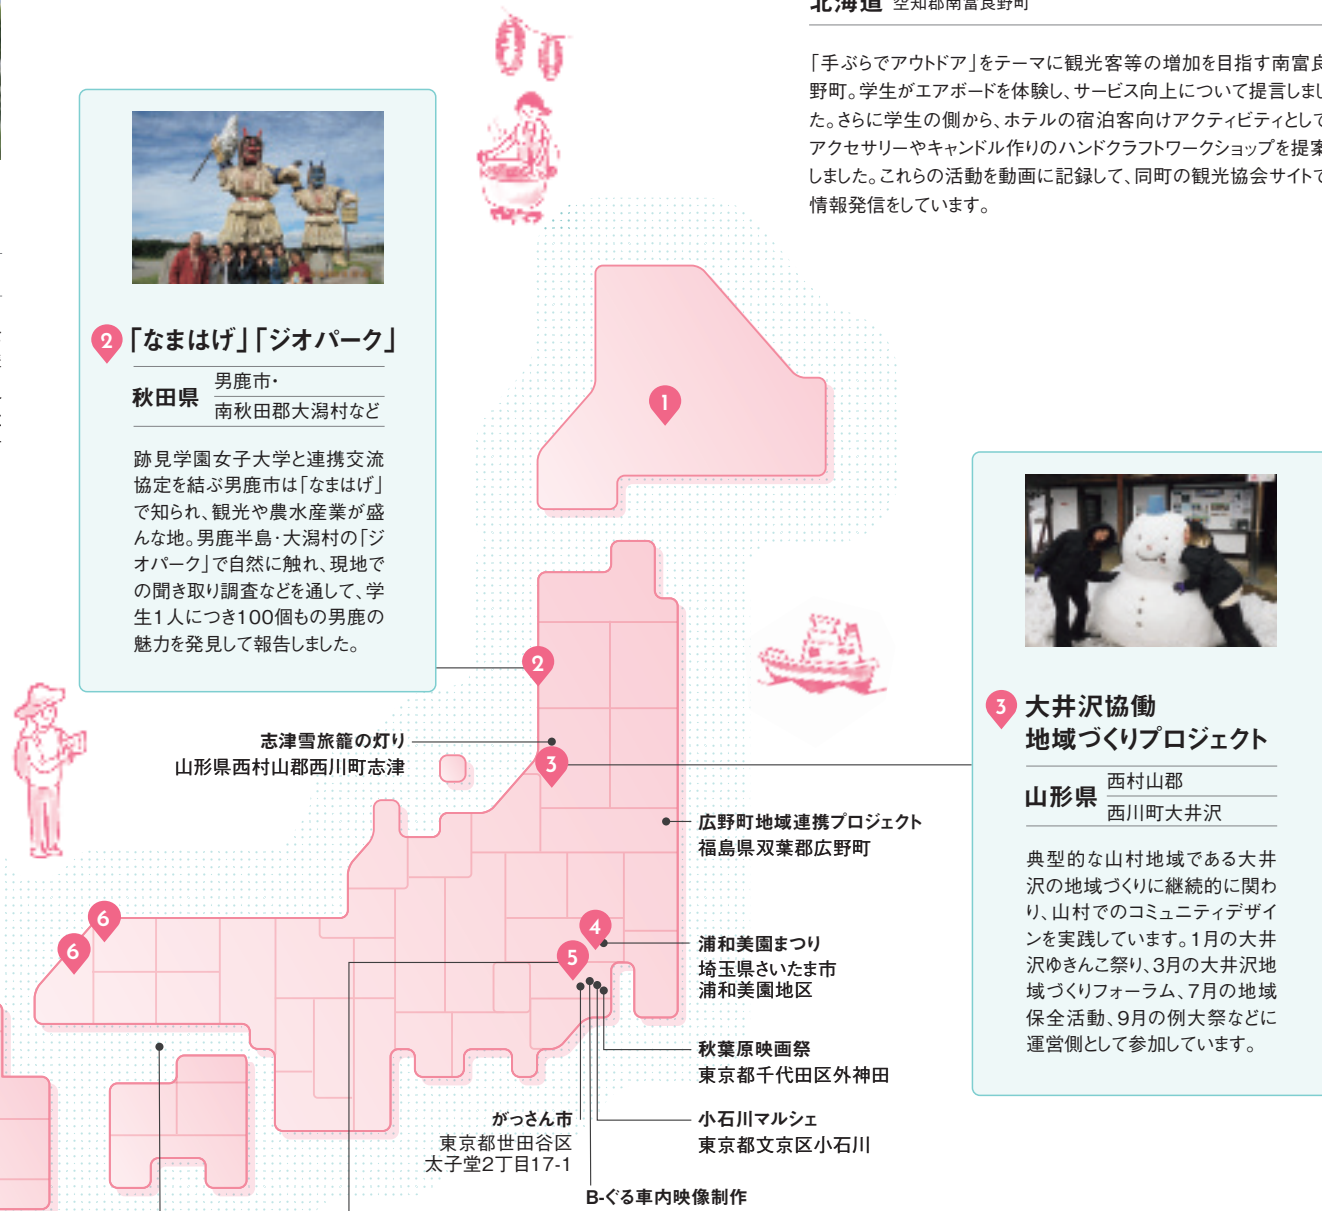 北海道 空知郡南富良野町
「手ぶらでアウトドア」をテーマに観光客等の増加を目指す南富良
野町。学生がエアボードを体験し、サービス向上について提言しまし
た。さらに学生の側から、ホテルの宿泊客向けアクティビティとして
アクセサリーやキャンドル作りのハンドクラフトワークショップを提案
しました。これらの活動を動画に記録して、同町の観光協会サイトで
情報発信をしています。
2 「なまはげ」「ジオパーク」
秋田県 男鹿市・
南秋田郡大潟村など
跡見学園女子大学と連携交流
協定を結ぶ男鹿市は「なまはげ」
で知られ、観光や農水産業が盛
んな地。男鹿半島・大潟村の「ジ
オパーク」で自然に触れ、現地で
の聞き取り調査などを通して、学
生1人につき100個もの男鹿の
魅力を発見して報告しました。
1
2
3
4
5
6
6
志津雪旅籠の灯り
山形県西村山郡西川町志津
広野町地域連携プロジェクト
福島県双葉郡広野町
浦和美園まつり
埼玉県さいたま市
浦和美園地区
秋葉原映画祭
東京都千代田区外神田
小石川マルシェ
東京都文京区小石川
がっさん市
東京都世田谷区
太子堂2丁目17-1
B-ぐる車内映像制作
3 大井沢協働
地域づくりプロジェクト
山形県 西村山郡
西川町大井沢
典型的な山村地域である大井
沢の地域づくりに継続的に関わ
り、山村でのコミュニティデザイ
ンを実践しています。1月の大井
沢ゆきんこ祭り、3月の大井沢地
域づくりフォーラム、7月の地域
保全活動、9月の例大祭などに
運営側として参加しています。